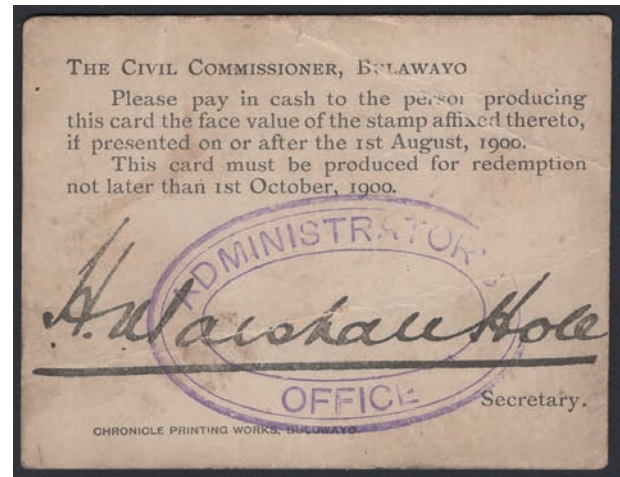 THE CIVIL COMMISSIONER, BULAWAYO
Please pay in cash to the person producing
this card the face value of the stamp affixed thereto,
if presented on or after the 1st August, 1900.
This card must be produced for redemption
not later than 1st October, 1900.
ADMINISTRATOR'S
H. Marshall Hole
OFFICE
Secretary.
CHRONICLE PRINTING WORKS, BULUWAYO.